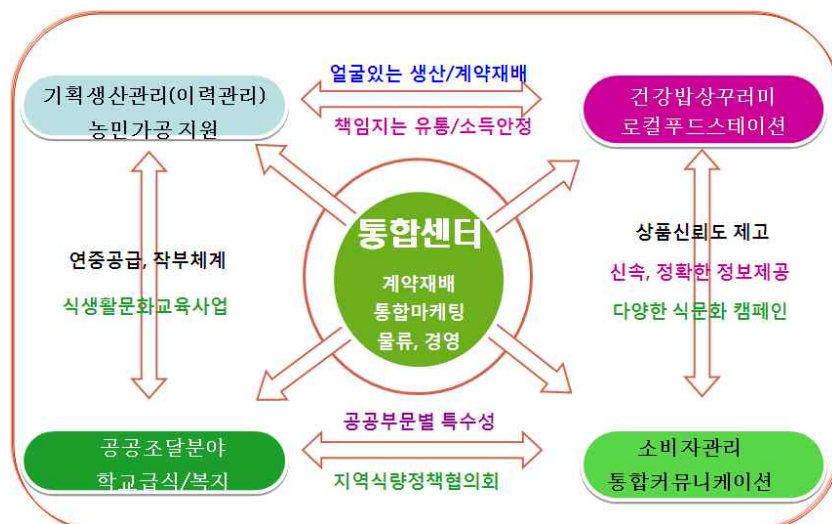 얼굴있는 생산/계약재배
기획생산관리(이력관리)
농민가공 지원
책임지는 유통/소득안정
건강밥상꾸러미
로컬푸드스테이션
통합센터
계약재배
통합마케팅
물류, 경영
연중공급, 작부체계
식생활문화교육사업
상품신뢰도 제고
신속, 정확한 정보제공
다양한 식문화 캠페인
공공조달분야
학교급식/복지
공공부문별 특수성
지역식량정책협의회
소비자관리
통합커뮤니케이션